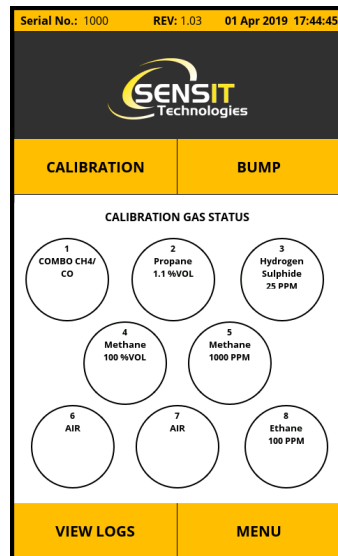 Serial No.: 1000 REV: 1.03 01 Apr 2019 17:44:45
SENSIT
Technologies
CALIBRATION BUMP
CALIBRATION GAS STATUS
1
COMBO CH4/
CO
2
Propane
1.1 %VOL
3
Hydrogen
Sulphide
25 PPM
4
Methane
100 %VOL
5
Methane
1000 PPM
6
AIR
7
AIR
8
Ethane
100 PPM
VIEW LOGS MENU